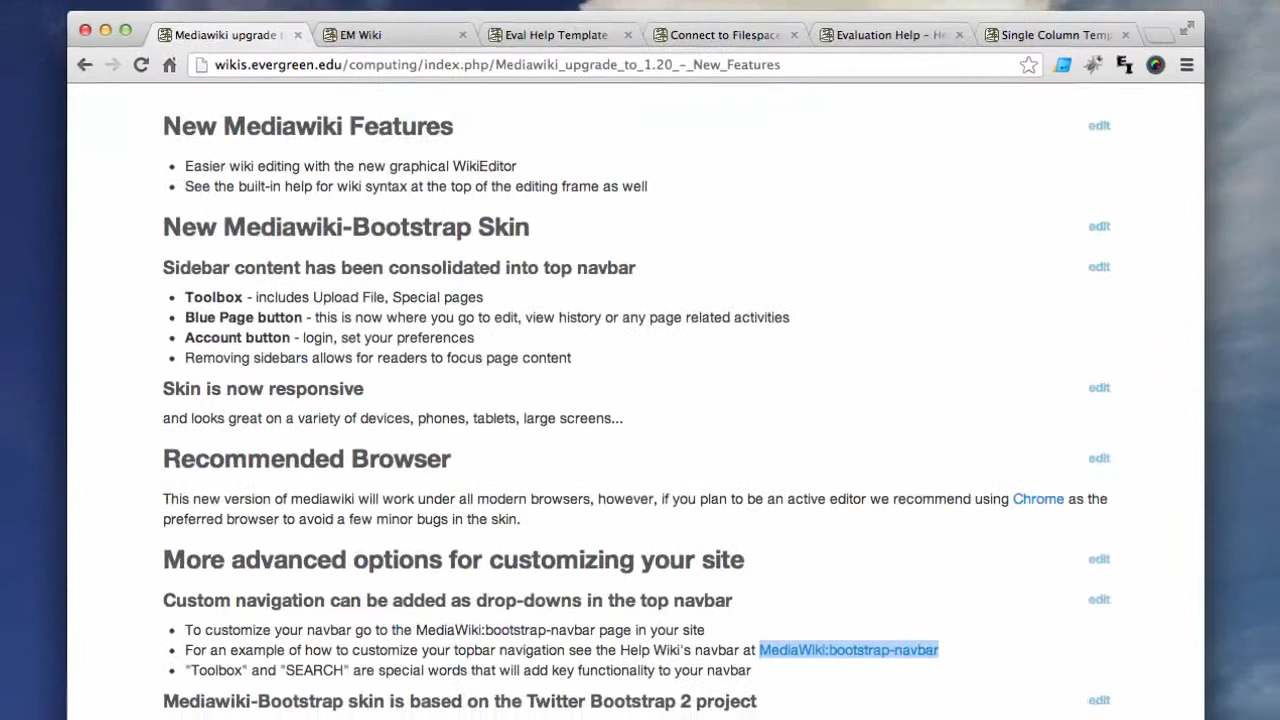 Mediawiki upgrade
EM Wiki
Eval Help Template
Connect to Filespace
Evaluation Help – He
Single Column Temp
wikis.evergreen.edu/computing/index.php/Mediawiki_upgrade_to_1.20_-_New_Features
New Mediawiki Features
edit
• Easier wiki editing with the new graphical WikiEditor
• See the built-in help for wiki syntax at the top of the editing frame as well
New Mediawiki-Bootstrap Skin
edit
Sidebar content has been consolidated into top navbar
edit
• Toolbox - includes Upload File, Special pages
• Blue Page button - this is now where you go to edit, view history or any page related activities
• Account button - login, set your preferences
• Removing sidebars allows for readers to focus page content
Skin is now responsive
edit
and looks great on a variety of devices, phones, tablets, large screens...
Recommended Browser
edit
This new version of mediawiki will work under all modern browsers, however, if you plan to be an active editor we recommend using Chrome as the
preferred browser to avoid a few minor bugs in the skin.
More advanced options for customizing your site
edit
Custom navigation can be added as drop-downs in the top navbar
edit
• To customize your navbar go to the MediaWiki:bootstrap-navbar page in your site
• For an example of how to customize your topbar navigation see the Help Wiki's navbar at MediaWiki:bootstrap-navbar
• "Toolbox" and "SEARCH" are special words that will add key functionality to your navbar
Mediawiki-Bootstrap skin is based on the Twitter Bootstrap 2 project
edit